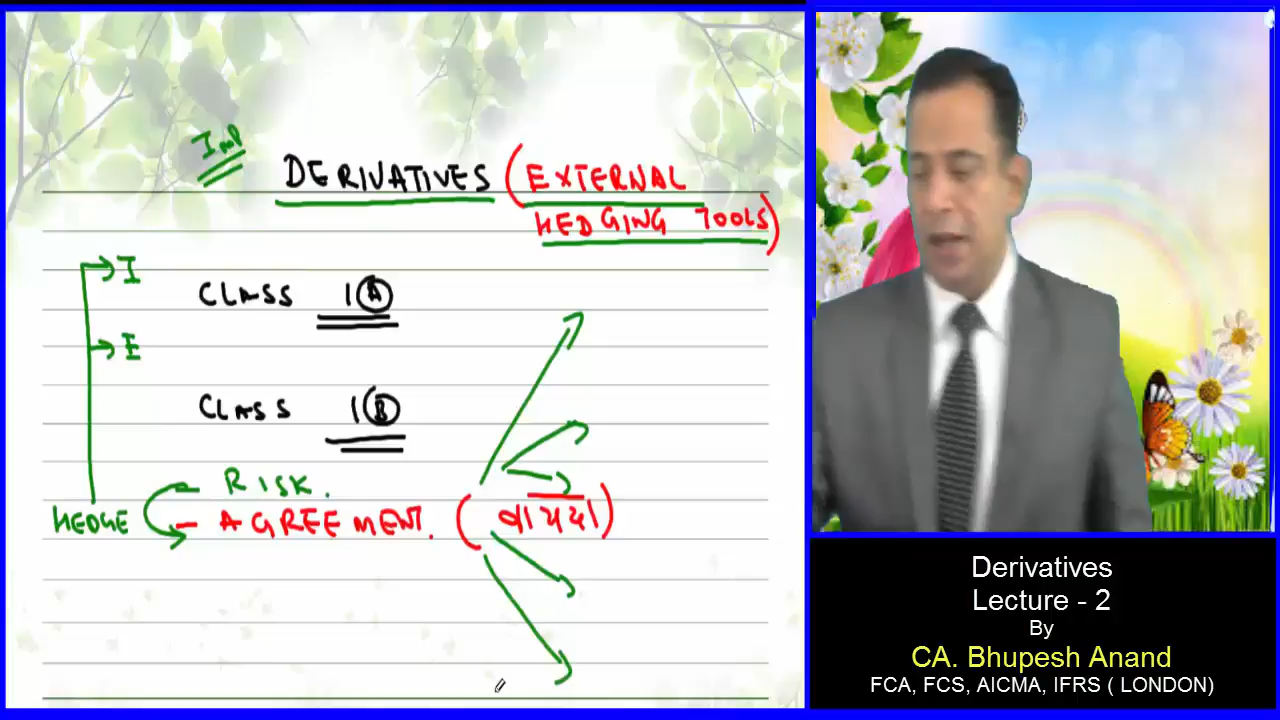 Imp
DERIVATIVES (EXTERNAL
HEDGING TOOLS)
I
CLASS 1(A)
E
CLASS 1(B)
RISK.
HEDGE - AGREEMENT. (वायदा)
Derivatives
Lecture - 2
By
CA. Bhupesh Anand
FCA, FCS, AICMA, IFRS ( LONDON)